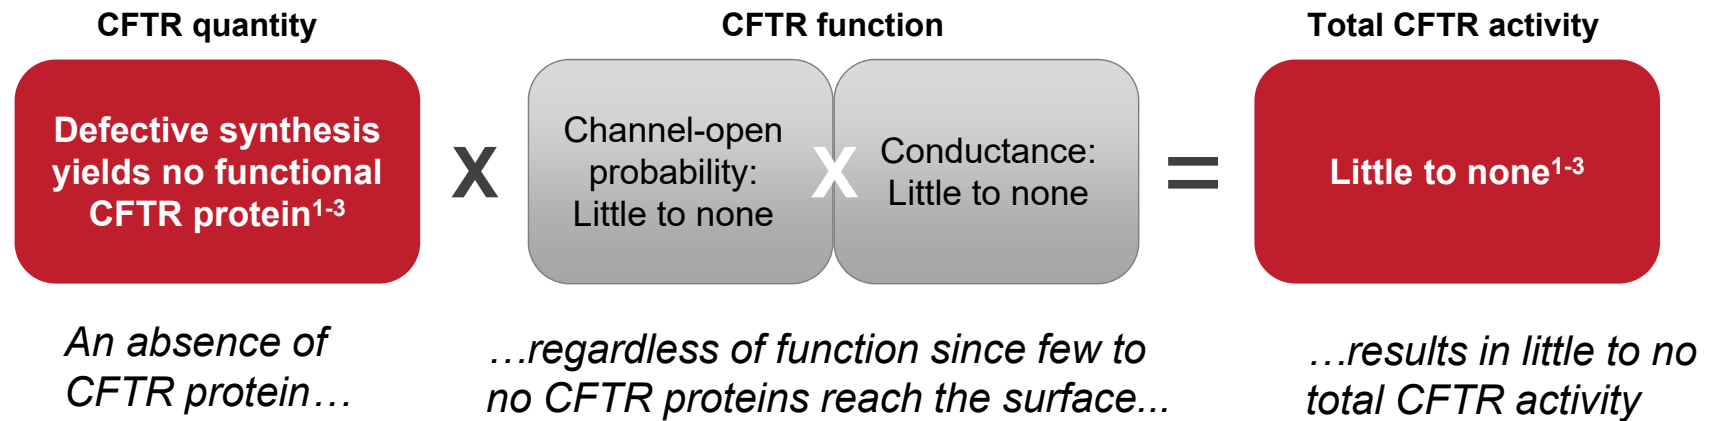 CFTR quantity
CFTR function
Total CFTR activity
Defective synthesis
yields no functional
CFTR protein1-3
X
Channel-open
probability:
Little to none
X
Conductance:
Little to none
=
Little to none1-3
An absence of
CFTR protein…
…regardless of function since few to
no CFTR proteins reach the surface...
…results in little to no
total CFTR activity